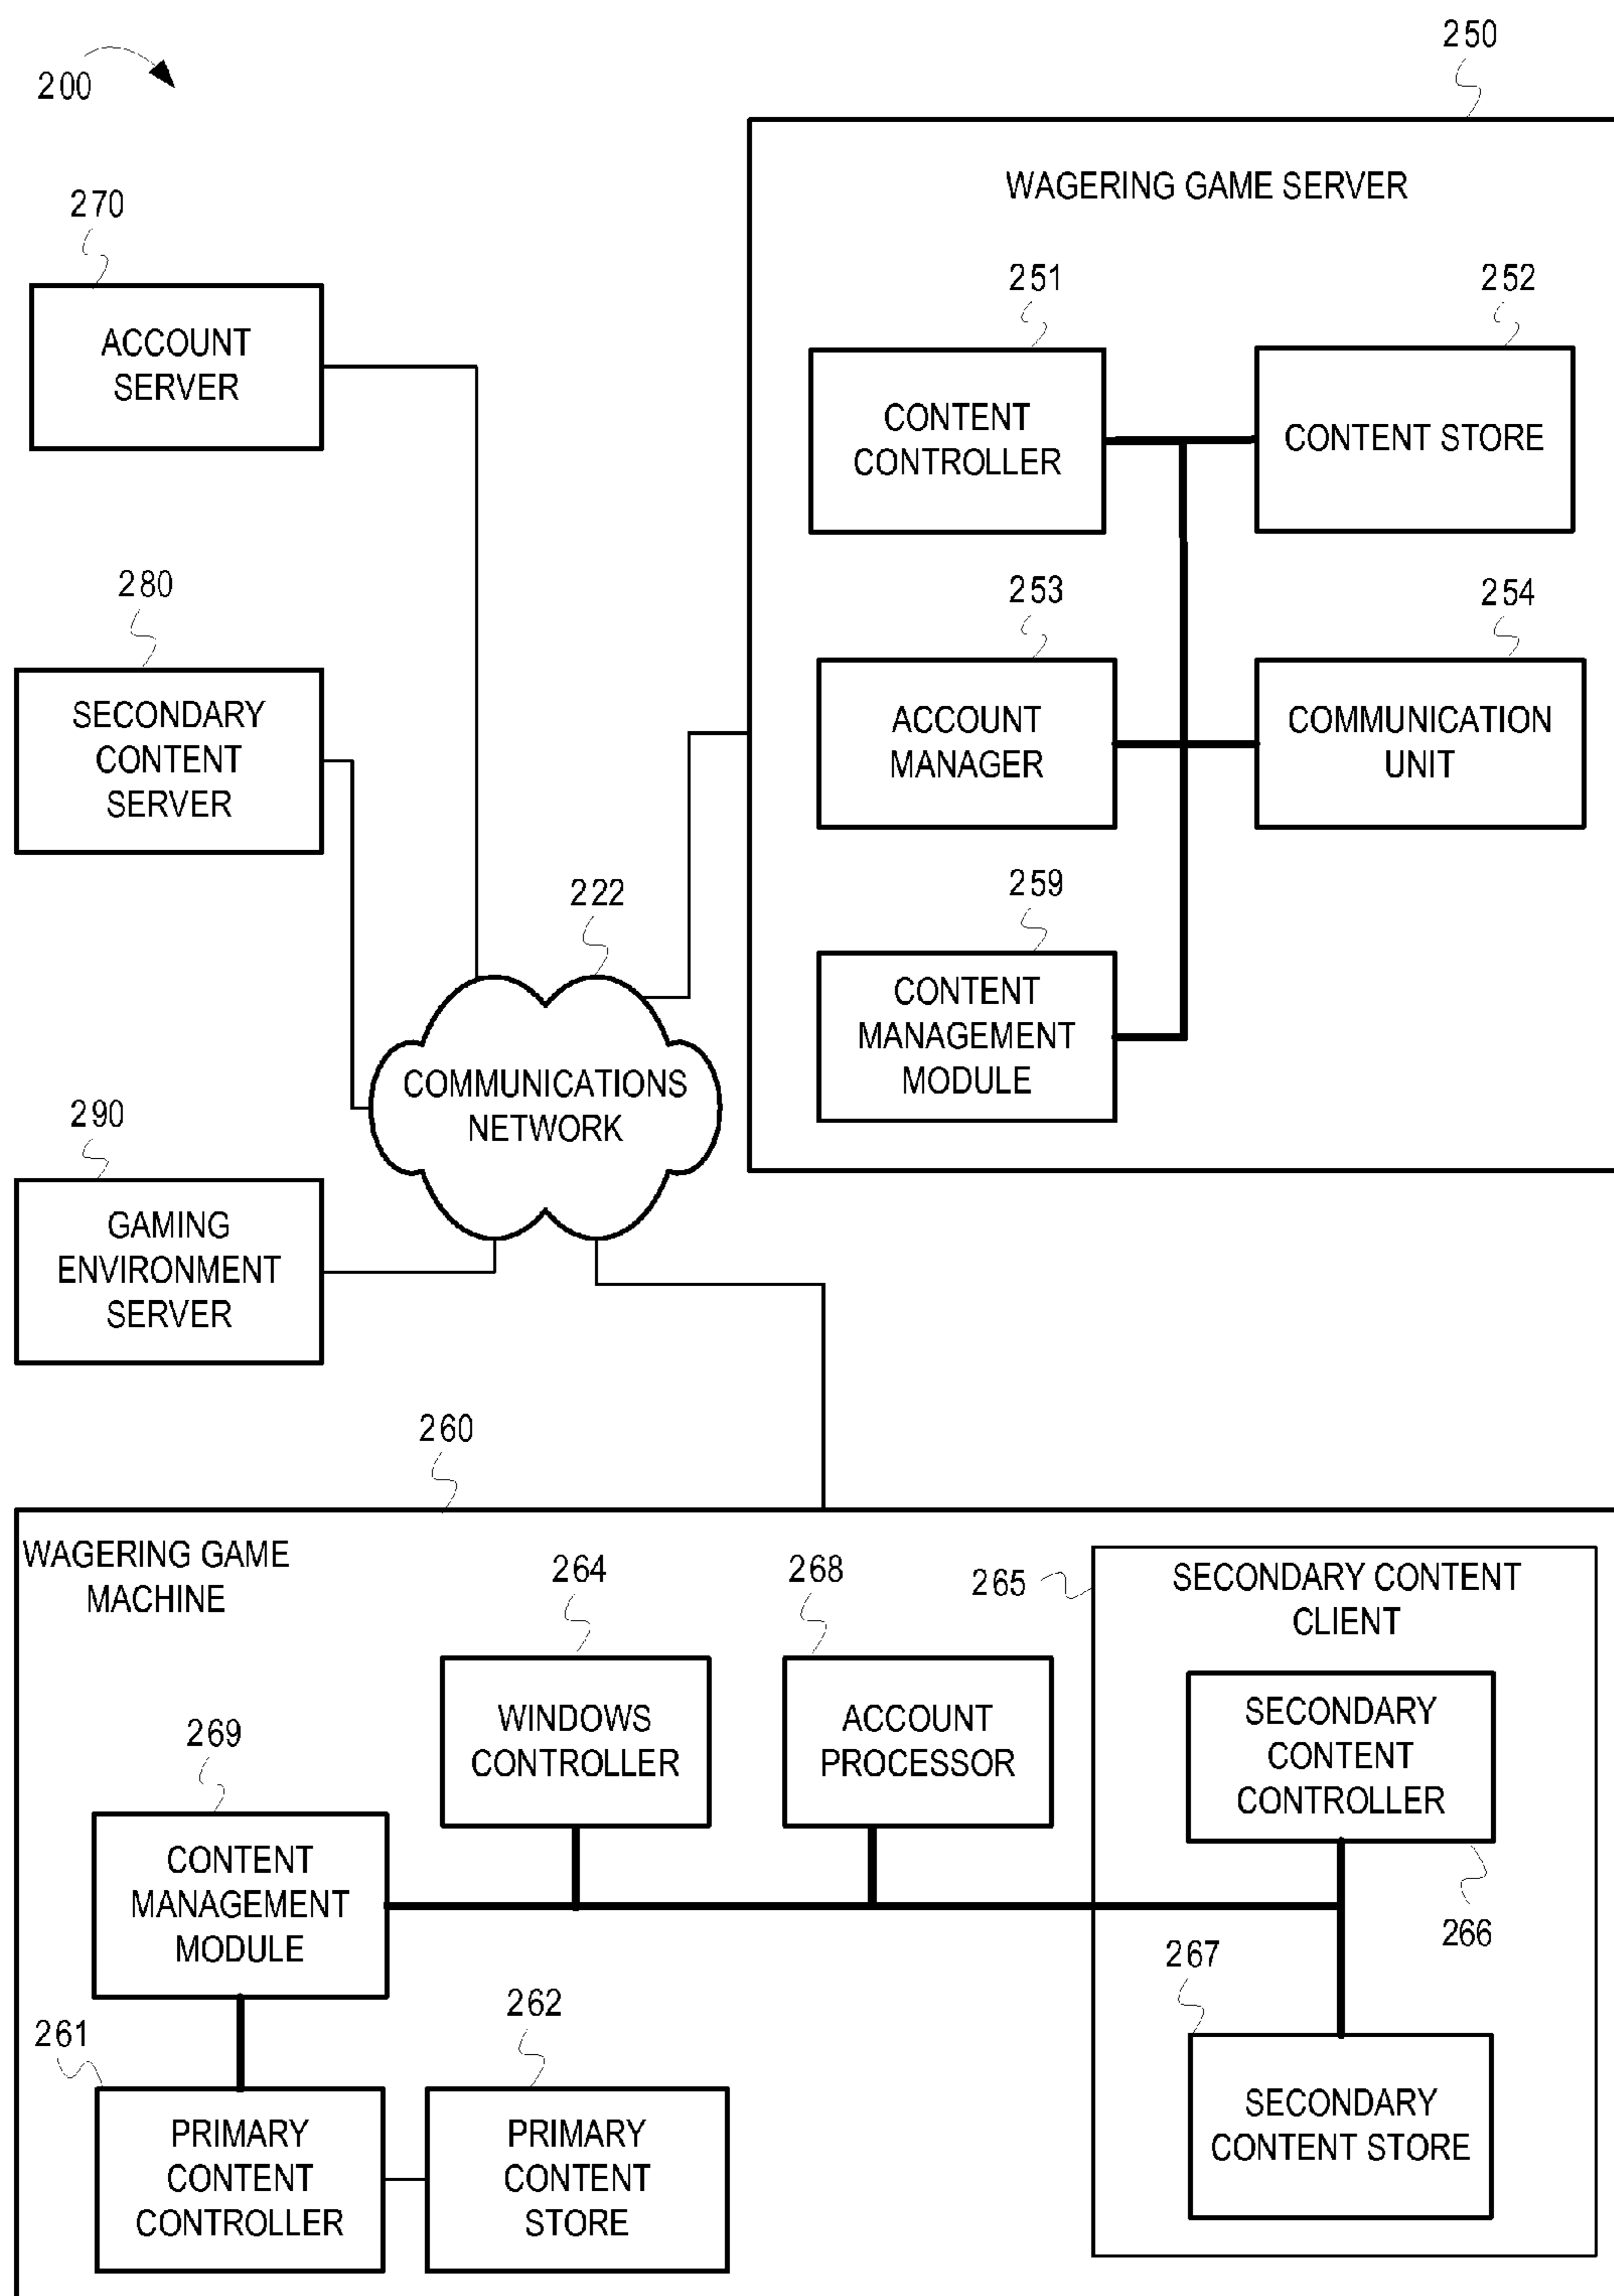 200
250
WAGERING GAME SERVER
270
ACCOUNT
SERVER
251
CONTENT
CONTROLLER
252
CONTENT STORE
280
SECONDARY
CONTENT
SERVER
253
ACCOUNT
MANAGER
254
COMMUNICATION
UNIT
222
COMMUNICATIONS
NETWORK
259
CONTENT
MANAGEMENT
MODULE
290
GAMING
ENVIRONMENT
SERVER
260
WAGERING GAME
MACHINE
264
WINDOWS
CONTROLLER
268
ACCOUNT
PROCESSOR
265
SECONDARY CONTENT
CLIENT
SECONDARY
CONTENT
CONTROLLER
266
269
CONTENT
MANAGEMENT
MODULE
267
SECONDARY
CONTENT STORE
261
PRIMARY
CONTENT
CONTROLLER
262
PRIMARY
CONTENT
STORE